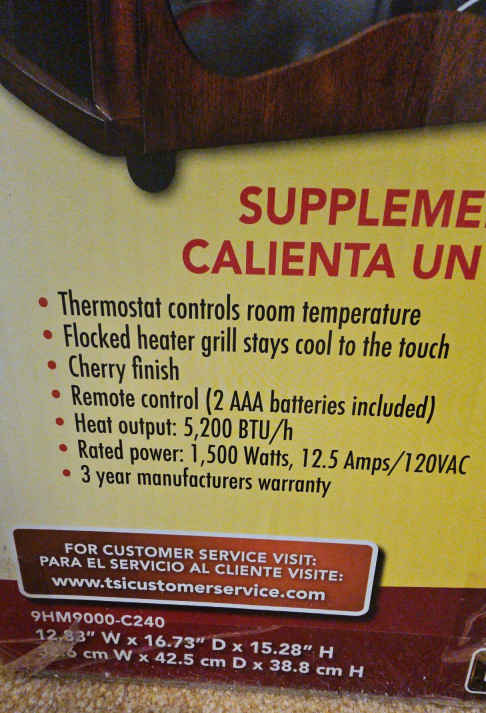 SUPPLEME
CALIENTA UN
• Thermostat controls room temperature
• Flocked heater grill stays cool to the touch
• Cherry finish
• Remote control (2 AAA batteries included)
• Heat output: 5,200 BTU/h
• Rated power: 1,500 Watts, 12.5 Amps/120VAC
• 3 year manufacturers warranty
FOR CUSTOMER SERVICE VISIT:
PARA EL SERVICIO AL CLIENTE VISITE:
www.tsicustomerservice.com
9HM9000-C240
12.83" W x 16.73" D x 15.28" H
cm W x 42.5 cm D x 38.8 cm H